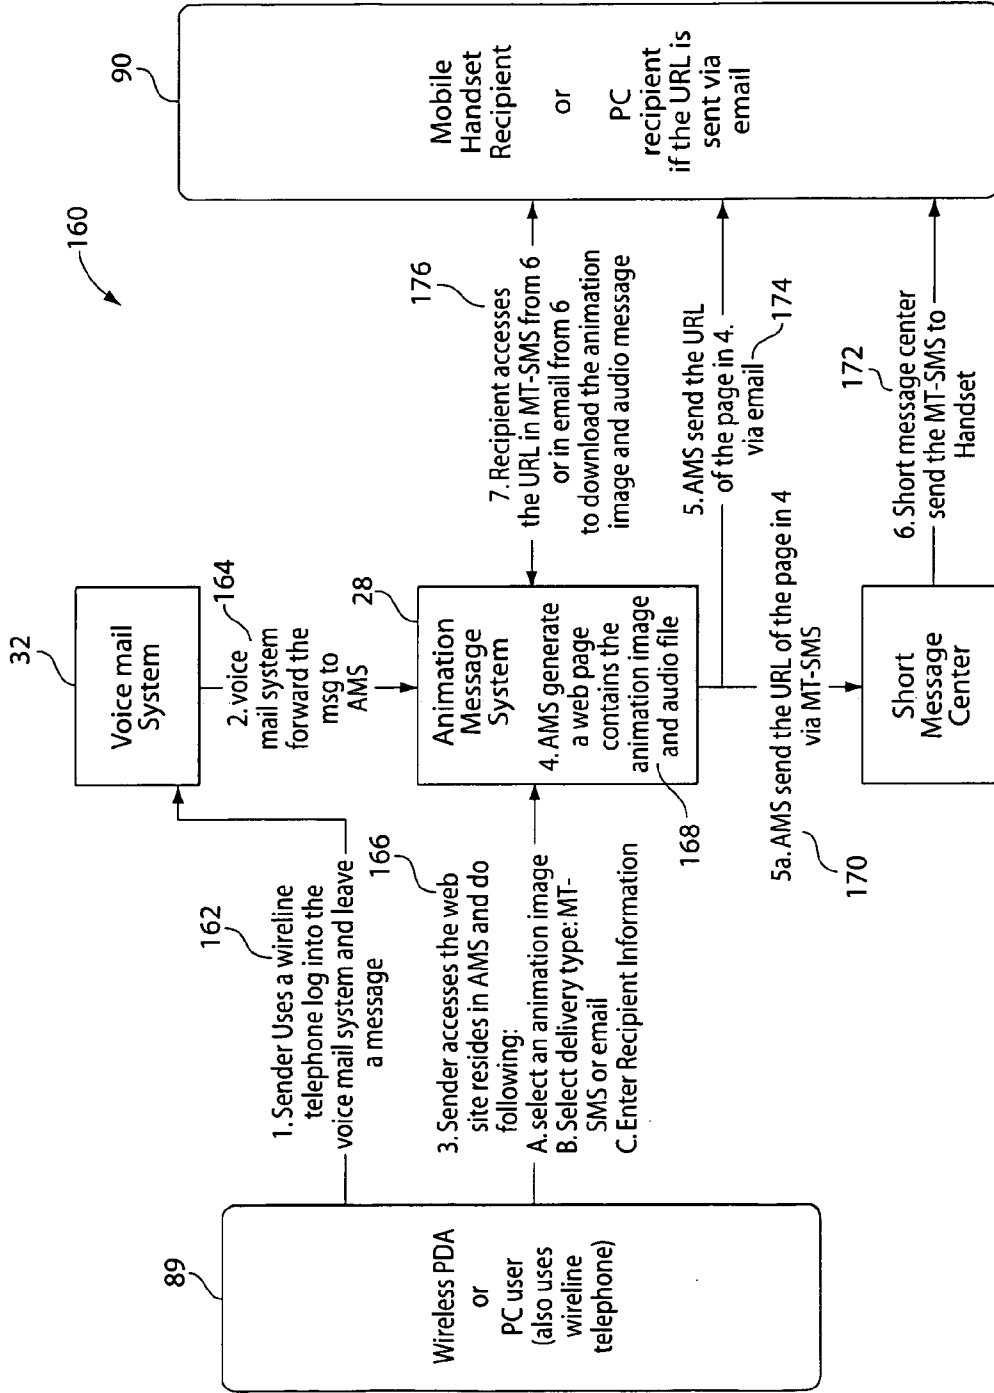 160
89
Wireless PDA
or
PC user
(also uses
wireline
telephone)
162
1. Sender Uses a wireline
telephone log into the
voice mail system and leave
a message
166
3. Sender accesses the web
site resides in AMS and do
following:
A. select an animation image
B. Select delivery type: MT-
SMS or email
C. Enter Recipient Information
32
Voice mail
System
164
2. voice
mail system
forward the
msg to
AMS
28
Animation
Message
System
4. AMS generate
a web page
contains the
animation image
and audio file
168
5a. AMS send the URL of the page in 4
via MT-SMS
170
Short
Message
Center
176
7. Recipient accesses
the URL in MT-SMS from 6
or in email from 6
to download the animation
image and audio message
5. AMS send the URL
of the page in 4.
via email
174
172
6. Short message center
send the MT-SMS to
Handset
90
Mobile
Handset
Recipient
or
PC
recipient
if the URL is
sent via
email